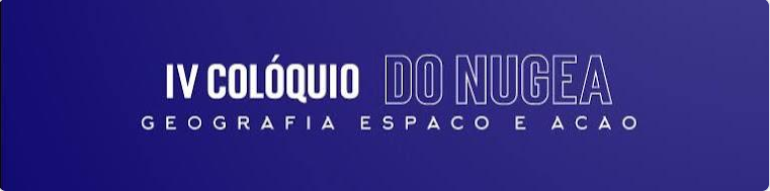 IV COLÓQUIO DO NUGEA
GEOGRAFIA ESPACO E ACAO